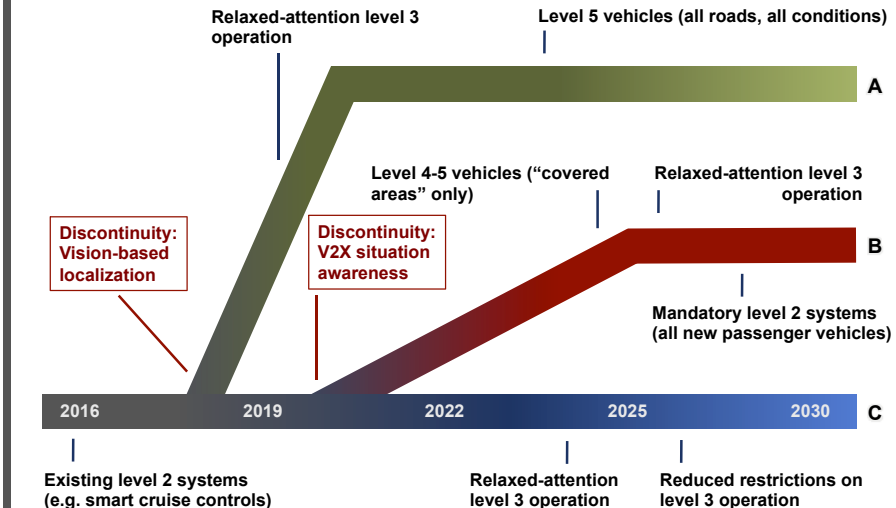 Relaxed-attention level 3
operation
Level 5 vehicles (all roads, all conditions)
A
Level 4-5 vehicles (“covered
areas” only)
Relaxed-attention level 3
operation
Discontinuity:
Vision-based
localization
Discontinuity:
V2X situation
awareness
B
Mandatory level 2 systems
(all new passenger vehicles)
2016 2019 2022 2025 2030 C
Existing level 2 systems
(e.g. smart cruise controls)
Relaxed-attention
level 3 operation
Reduced restrictions on
level 3 operation